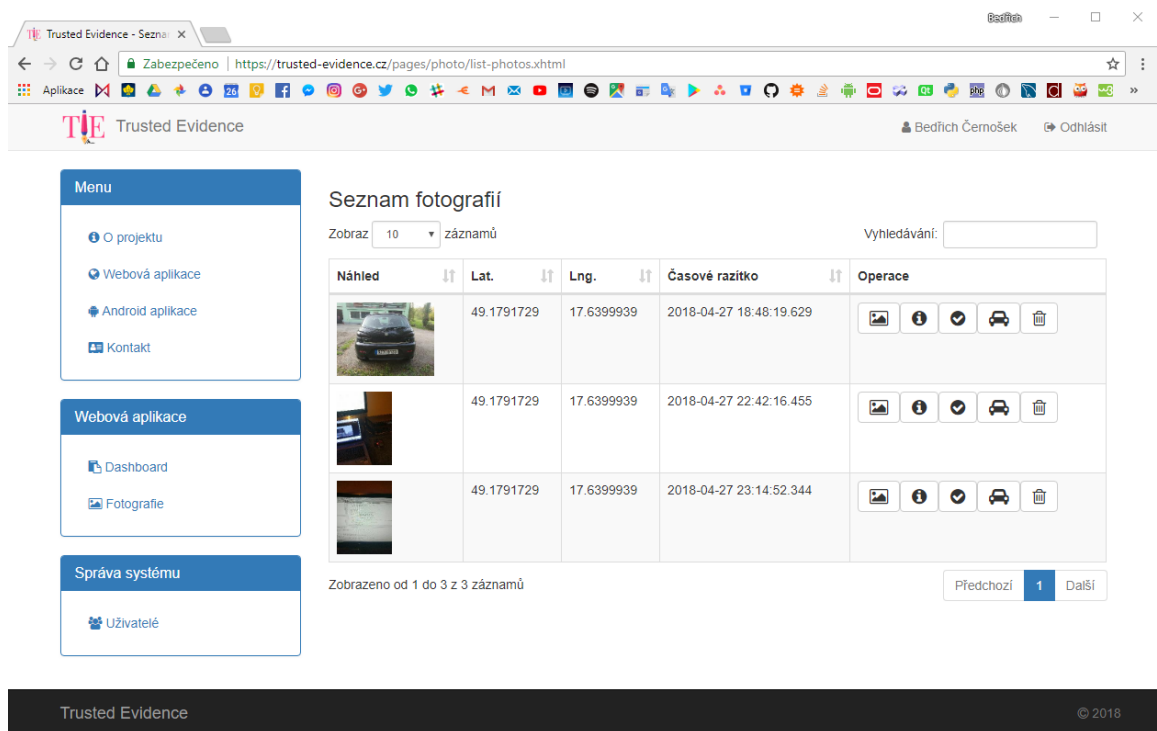 Bedřich
Trusted Evidence - Sezna
Zabezpečeno | https://trusted-evidence.cz/pages/photo/list-photos.xhtml
Aplikace
TIE Trusted Evidence
Bedřich Černošek Odhlásit
Menu
O projektu
Webová aplikace
Android aplikace
Kontakt
Webová aplikace
Dashboard
Fotografie
Správa systému
Uživatelé
Seznam fotografií
Zobraz 10 záznamů Vyhledávání:
Náhled Lat. Lng. Časové razítko Operace
49.1791729 17.6399939 2018-04-27 18:48:19.629
49.1791729 17.6399939 2018-04-27 22:42:16.455
49.1791729 17.6399939 2018-04-27 23:14:52.344
Zobrazeno od 1 do 3 z 3 záznamů Předchozí 1 Další
Trusted Evidence © 2018